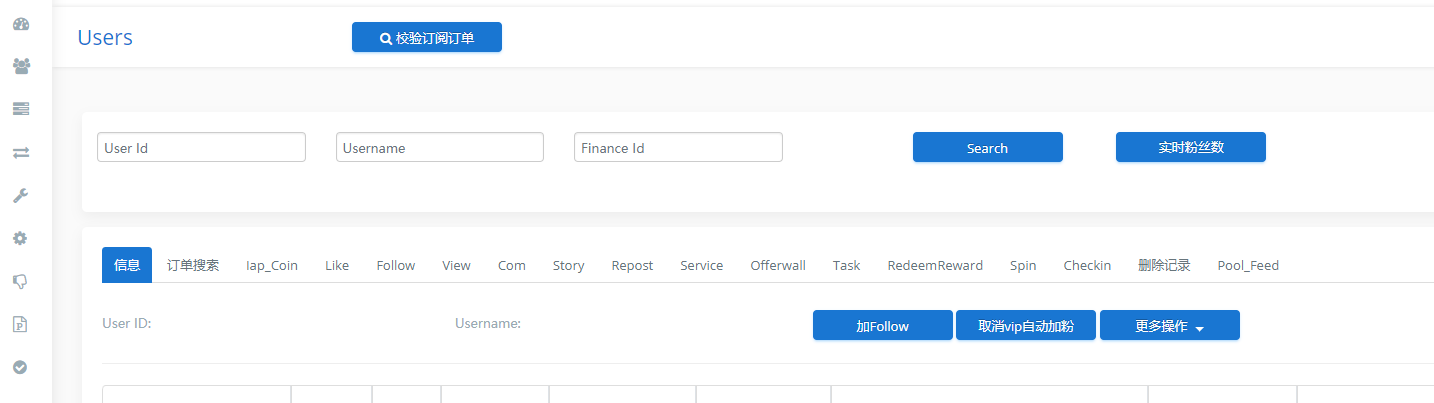 Users 校验订阅订单
User Id Username Finance Id Search 实时粉丝数
信息 订单搜索 Iap_Coin Like Follow View Com Story Repost Service Offerwall Task RedeemReward Spin Checkin 删除记录 Pool_Feed
User ID: Username: 加Follow 取消vip自动加粉 更多操作